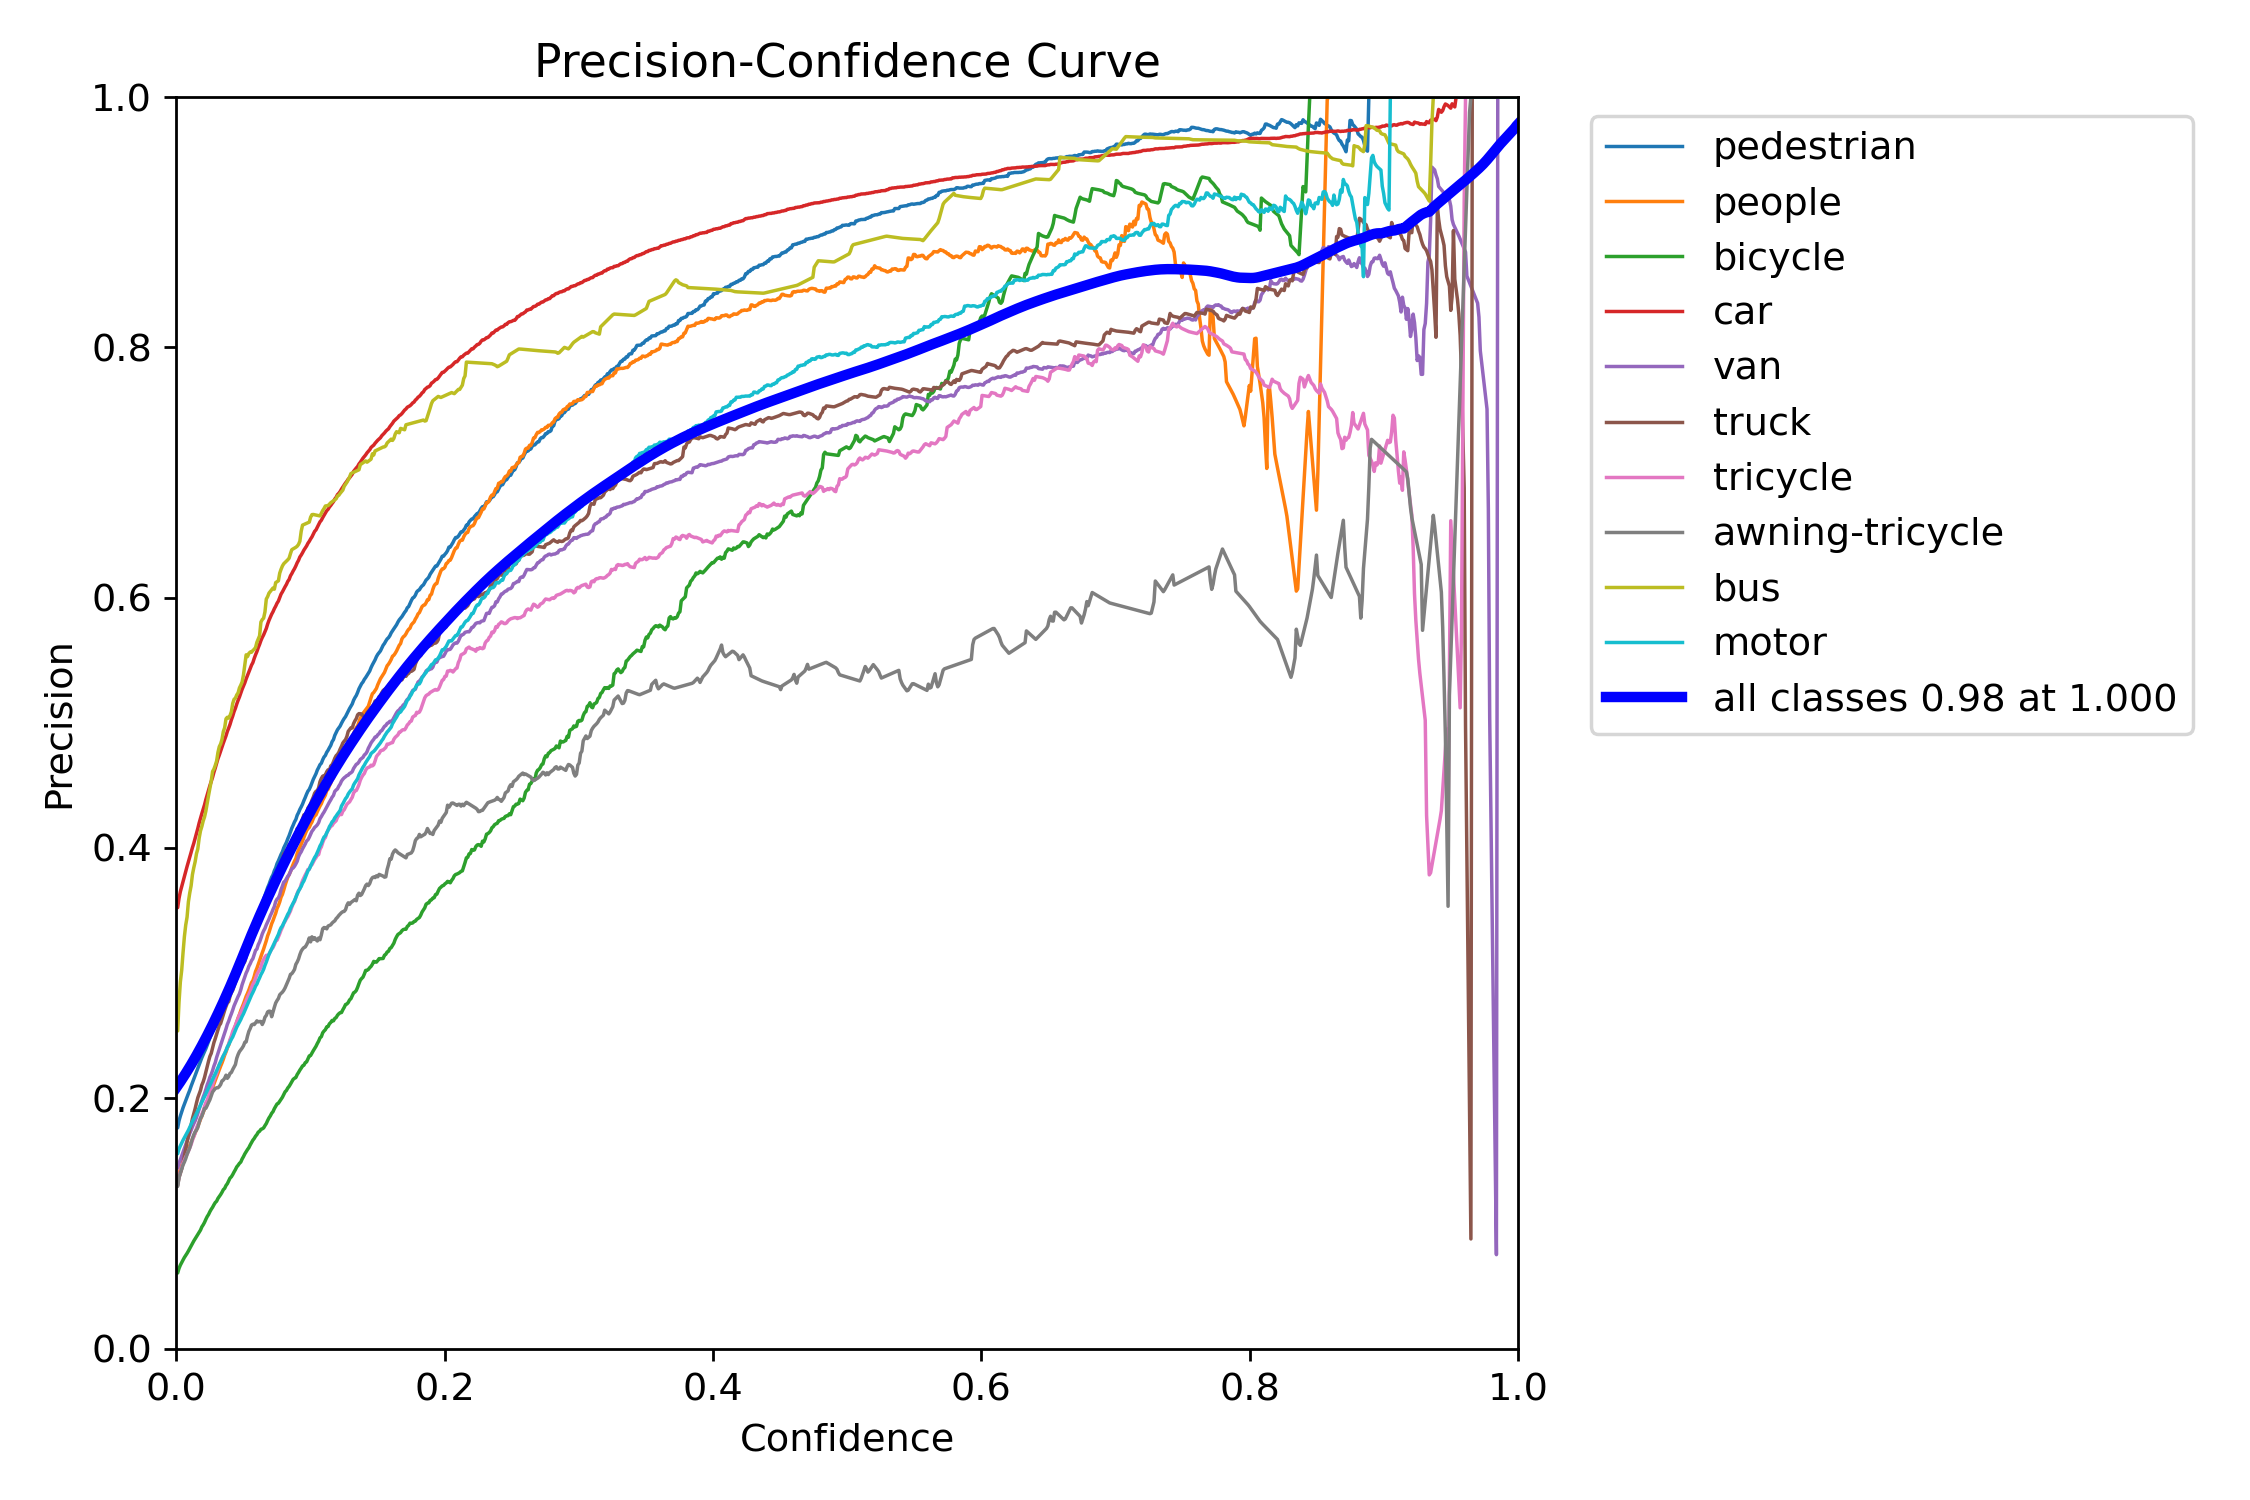 Precision-Confidence Curve
1.0
0.8
0.6
0.4
0.2
0.0
Precision
0.0 0.2 0.4 0.6 0.8 1.0
Confidence
pedestrian
people
bicycle
car
van
truck
tricycle
awning-tricycle
bus
motor
all classes 0.98 at 1.000